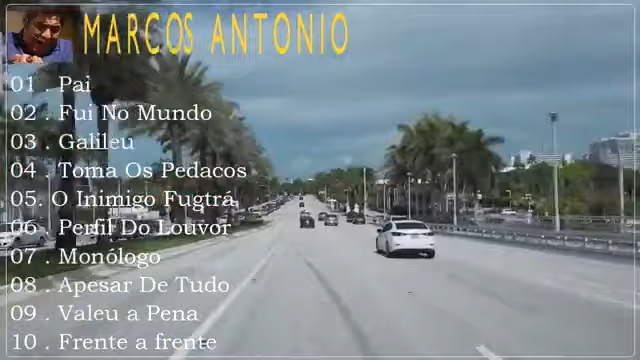 MARCOS ANTONIO
01 . Pai
02 . Fui No Mundo
03 . Galileu
04 . Toma Os Pedacos
05. O Inimigo Fugtrá
06 . Perfil Do Louvor
07 . Monólogo
08 . Apesar De Tudo
09 . Valeu a Pena
10 . Frente a frente